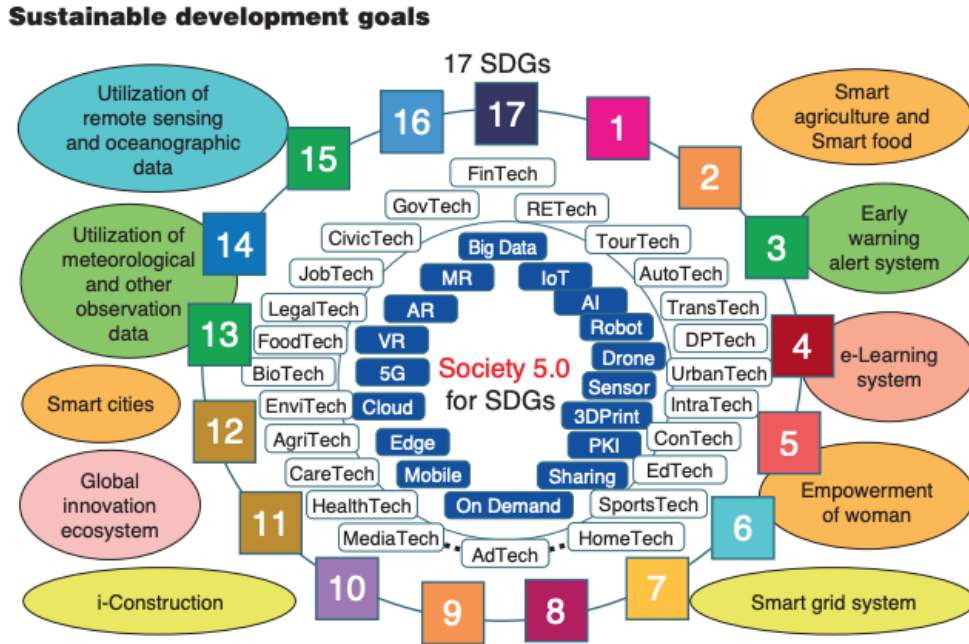 Sustainable development goals
17 SDGs
Utilization of
remote sensing
and oceanographic
data
Utilization of
meteorological
and other
observation
data
Smart cities
Global
innovation
ecosystem
i-Construction
Smart
agriculture and
Smart food
Early
warning
alert system
e-Learning
system
Empowerment
of woman
Smart grid system
17
1
2
3
4
5
6
7
8
9
10
11
12
13
14
15
16
FinTech
RETech
TourTech
AutoTech
TransTech
DPTech
UrbanTech
IntraTech
ConTech
EdTech
SportsTech
HomeTech
AdTech
MediaTech
HealthTech
CareTech
AgriTech
EnviTech
BioTech
FoodTech
LegalTech
JobTech
CivicTech
GovTech
Big Data
IoT
AI
Robot
Drone
Sensor
3DPrint
PKI
Sharing
On Demand
Mobile
Edge
Cloud
5G
VR
AR
MR
Society 5.0
for SDGs